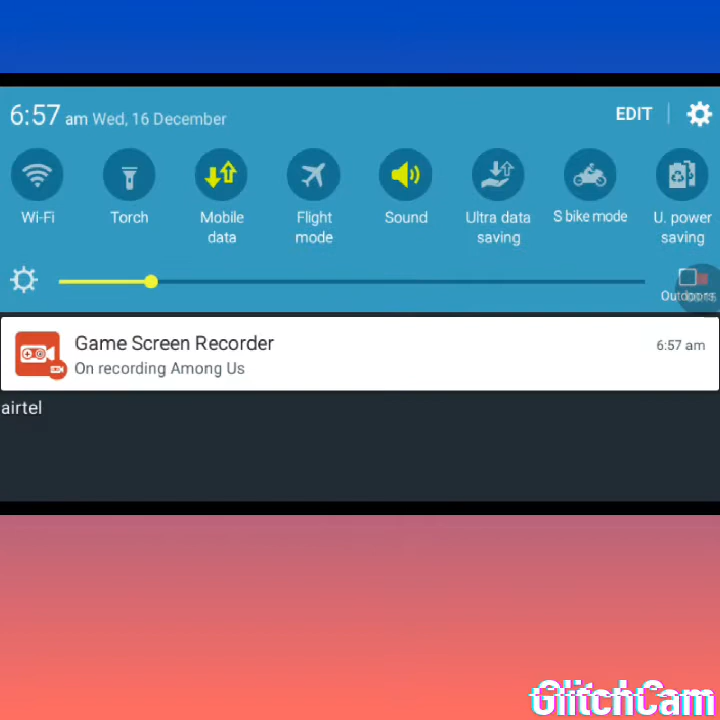 6:57 am Wed, 16 December
EDIT
Wi-Fi
Torch
Mobile data
Flight mode
Sound
Ultra data saving
S bike mode
U. power saving
Outdoors
Game Screen Recorder
6:57 am
On recording Among Us
airtel
GlitchCam